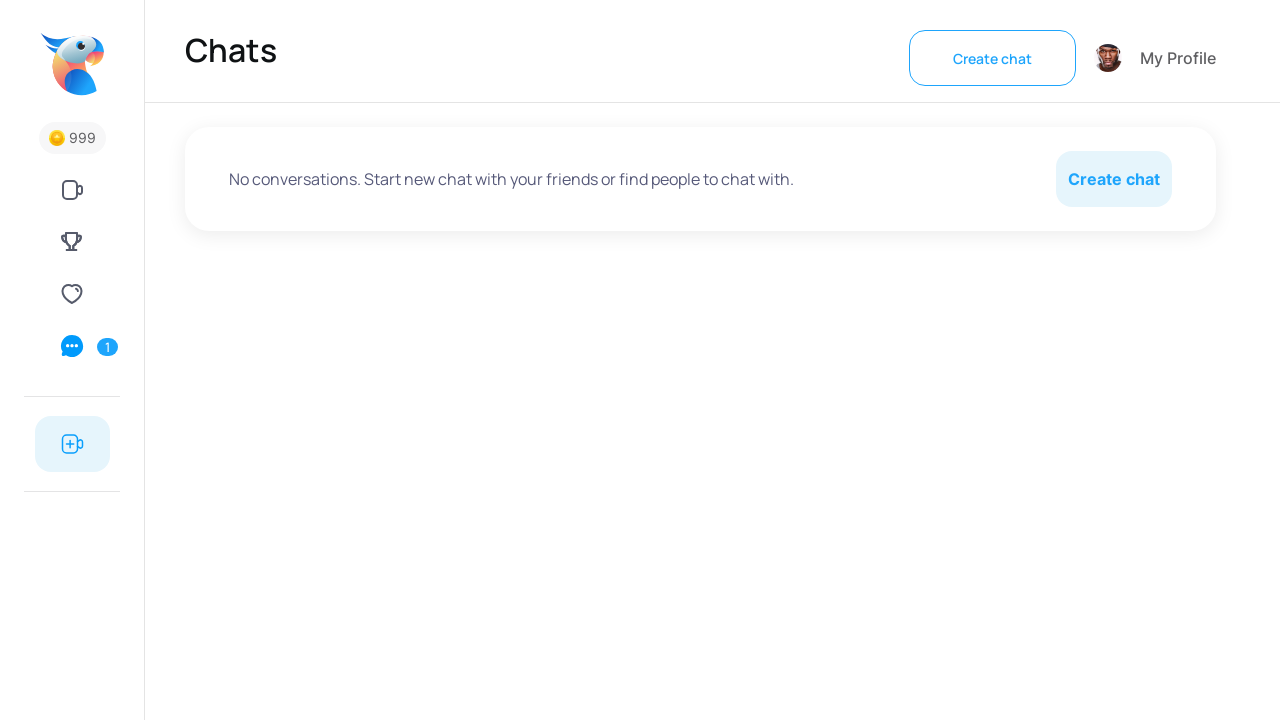 Chats
Create chat
My Profile
999
No conversations. Start new chat with your friends or find people to chat with.
Create chat
1